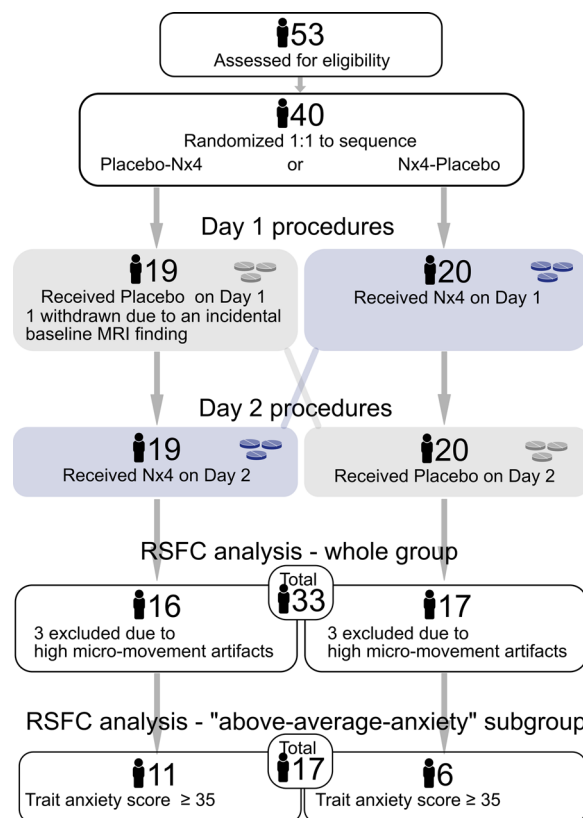 53
Assessed for eligibility
40
Randomized 1:1 to sequence
Placebo-Nx4 or Nx4-Placebo
Day 1 procedures
19
Received Placebo on Day 1
1 withdrawn due to an incidental
baseline MRI finding
20
Received Nx4 on Day 1
Day 2 procedures
19
Received Nx4 on Day 2
20
Received Placebo on Day 2
RSFC analysis - whole group
16
3 excluded due to
high micro-movement artifacts
Total
33
17
3 excluded due to
high micro-movement artifacts
RSFC analysis - "above-average-anxiety" subgroup
11
Trait anxiety score ≥ 35
Total
17
6
Trait anxiety score ≥ 35